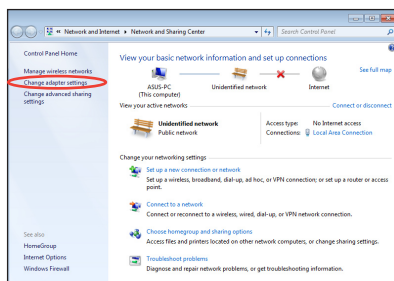 « Network and Internet ▸ Network and Sharing Center
Search Control Panel
Control Panel Home
Manage wireless networks
Change adapter settings
Change advanced sharing
settings
See also
HomeGroup
Internet Options
Windows Firewall
View your basic network information and set up connections
See full map
ASUS-PC
(This computer)
Unidentified network
Internet
View your active networks
Connect or disconnect
Unidentified network
Public network
Access type: No Internet access
Connections: Local Area Connection
Change your networking settings
Set up a new connection or network
Set up a wireless, broadband, dial-up, ad hoc, or VPN connection; or set up a router or access
point.
Connect to a network
Connect or reconnect to a wireless, wired, dial-up, or VPN network connection.
Choose homegroup and sharing options
Access files and printers located on other network computers, or change sharing settings.
Troubleshoot problems
Diagnose and repair network problems, or get troubleshooting information.